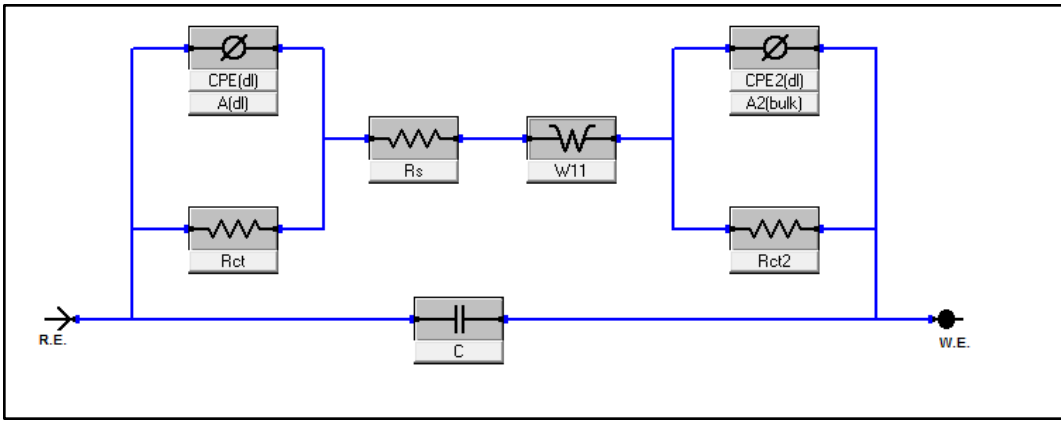 CPE(dl)
A(dl)
CPE2(dl)
A2(bulk)
Rs
W11
Rct
Rct2
R.E.
C
W.E.